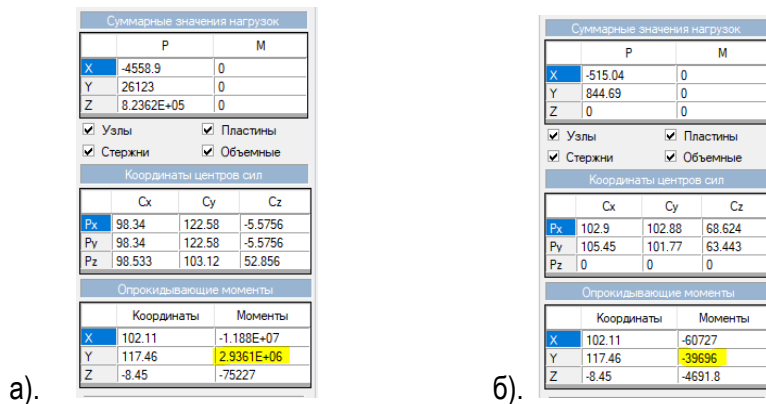 Суммарные значения нагрузок
P M
X -4558.9 0
Y 26123 0
Z 8.2362E+05 0
Узлы Пластины
Стержни Объемные
Координаты центров сил
Cx Cy Cz
Px 98.34 122.58 -5.5756
Py 98.34 122.58 -5.5756
Pz 98.533 103.12 52.856
Опрокидывающие моменты
Координаты Моменты
X 102.11 -1.188E+07
Y 117.46 2.9361E+06
Z -8.45 -75227
а).
Суммарные значения нагрузок
P M
X -515.04 0
Y 844.69 0
Z 0 0
Узлы Пластины
Стержни Объемные
Координаты центров сил
Cx Cy Cz
Px 102.9 102.88 68.624
Py 105.45 101.77 63.443
Pz 0 0 0
Опрокидывающие моменты
Координаты Моменты
X 102.11 -60727
Y 117.46 -39696
Z -8.45 -4691.8
б).